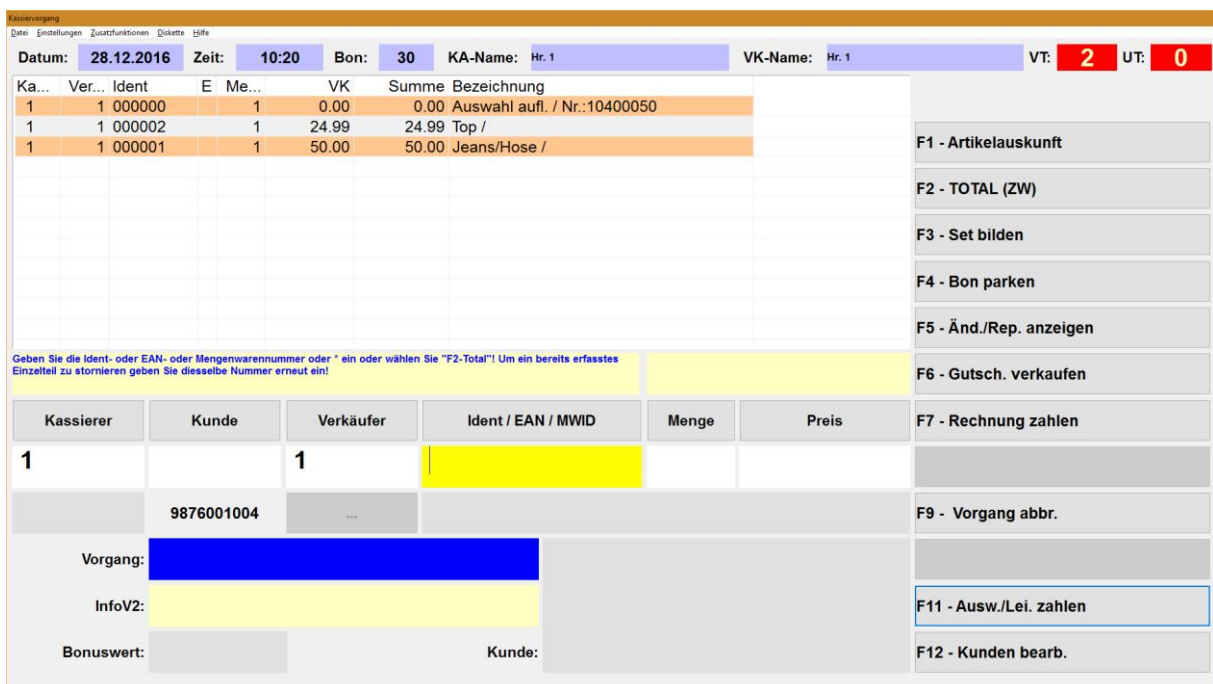 Kassiervorgang
Datei Einstellungen Zusatzfunktionen Diskette Hilfe
Datum: 28.12.2016 Zeit: 10:20 Bon: 30 KA-Name: Hr. 1 VK-Name: Hr. 1 VT: 2 UT: 0
Ka... Ver... Ident E Me... VK Summe Bezeichnung
1 1 000000 1 0.00 0.00 Auswahl aufl. / Nr.:10400050
1 1 000002 1 24.99 24.99 Top /
1 1 000001 1 50.00 50.00 Jeans/Hose /
F1 - Artikelauskunft
F2 - TOTAL (ZW)
F3 - Set bilden
F4 - Bon parken
F5 - Änd./Rep. anzeigen
Geben Sie die Ident- oder EAN- oder Mengenwarennummer oder * ein oder wählen Sie "F2-Total"! Um ein bereits erfasstes
Einzelteil zu stornieren geben Sie diesselbe Nummer erneut ein!
F6 - Gutsch. verkaufen
Kassierer Kunde Verkäufer Ident / EAN / MWID Menge Preis
F7 - Rechnung zahlen
1 1
9876001004 ...
F9 - Vorgang abbr.
Vorgang:
InfoV2:
F11 - Ausw./Lei. zahlen
Bonuswert: Kunde:
F12 - Kunden bearb.